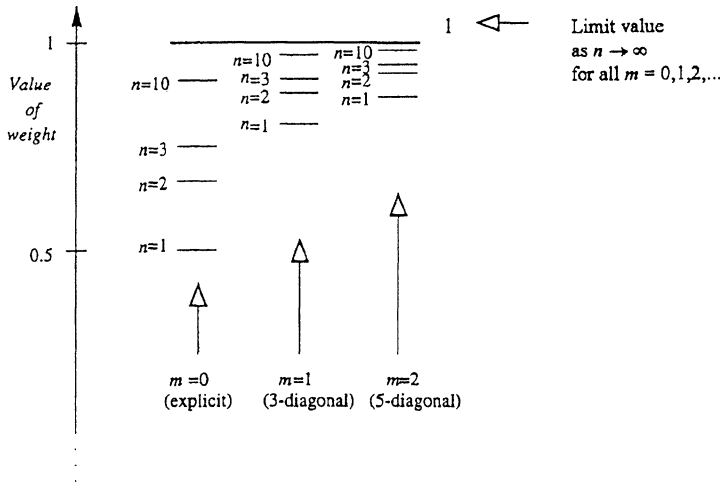 1
Limit value
as n → ∞
for all m = 0,1,2,...
1
Value
of
weight
0.5
n=10
n=3
n=2
n=1
n=10
n=3
n=2
n=1
n=10
n=3
n=2
n=1
m =0
(explicit)
m=1
(3-diagonal)
m=2
(5-diagonal)